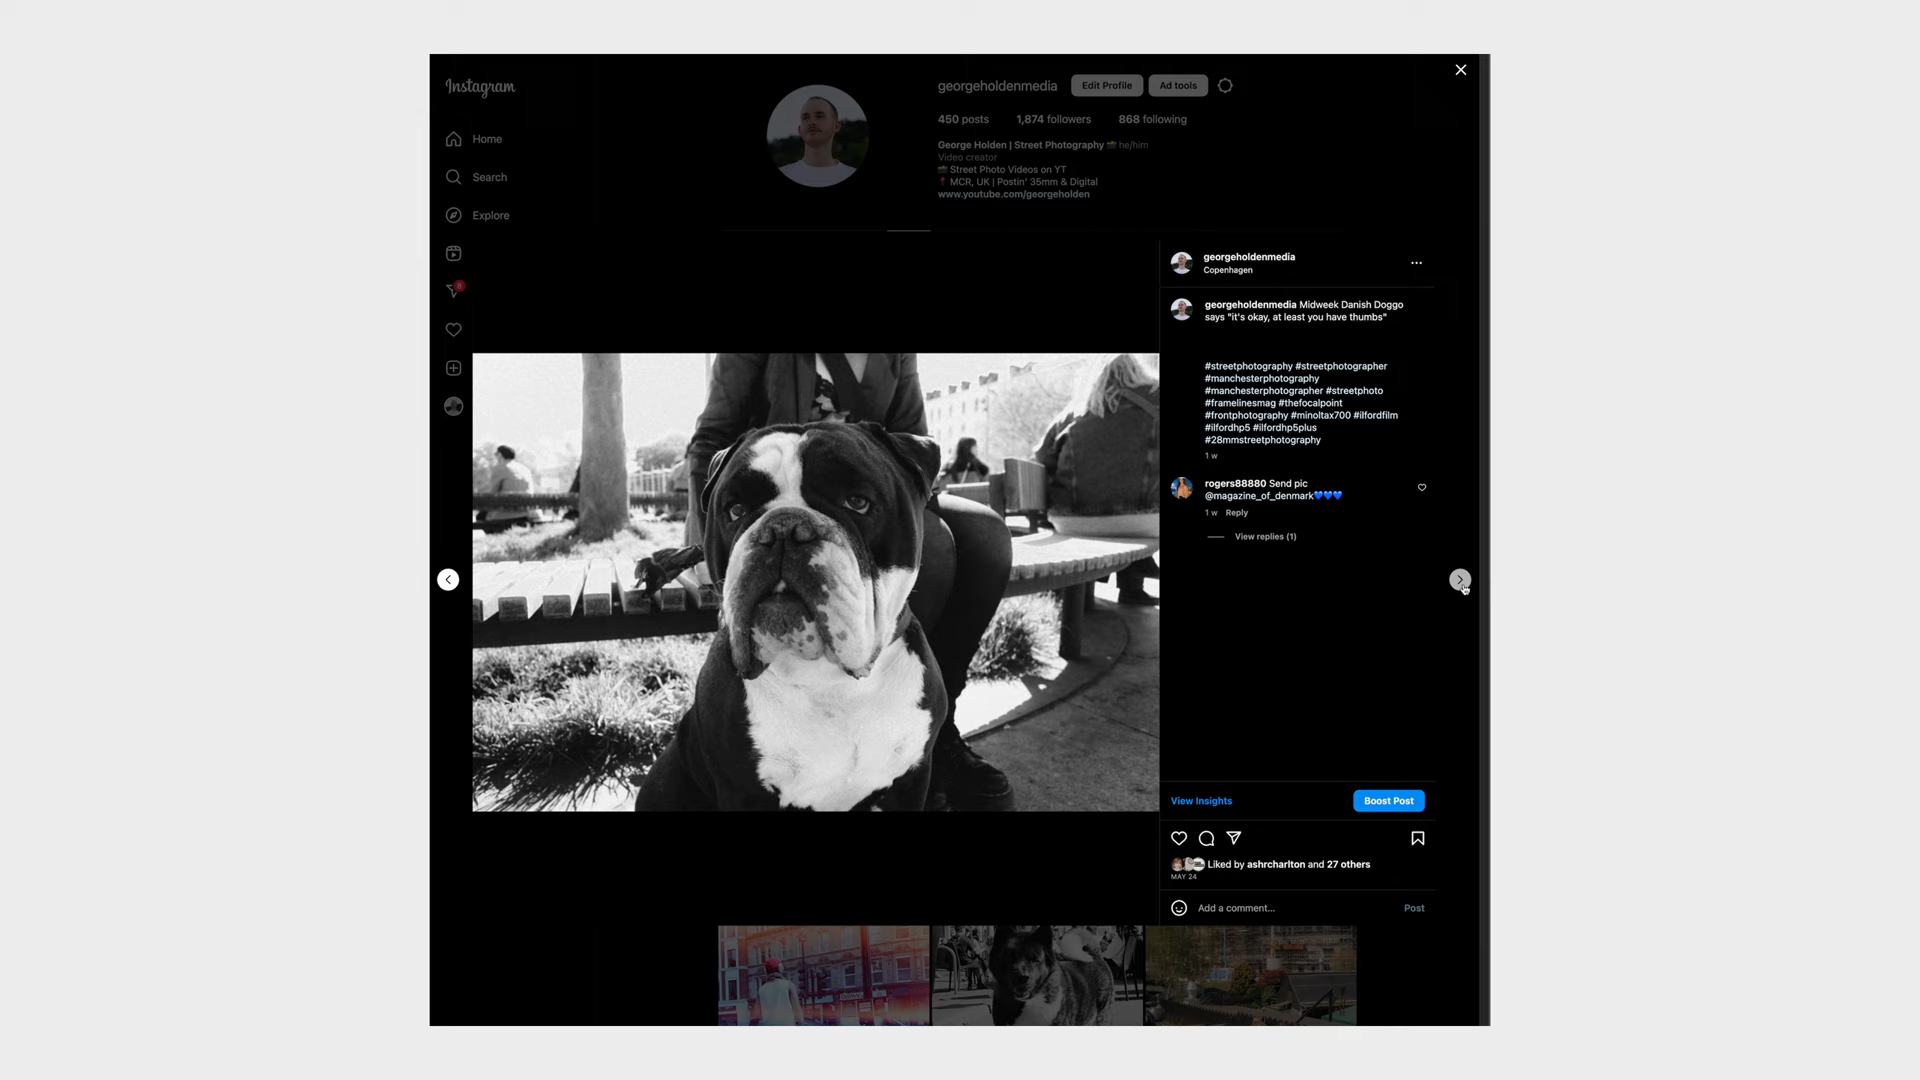 Instagram
Home
Search
Explore
8
georgeholdenmedia
Edit Profile
Ad tools
450 posts
1,874 followers
868 following
George Holden | Street Photography 📸 he/him
Video creator
📸 Street Photo Videos on YT
📍 MCR, UK | Postin' 35mm & Digital
www.youtube.com/georgeholden
georgeholdenmedia
Copenhagen
georgeholdenmedia Midweek Danish Doggo
says "it's okay, at least you have thumbs"
#streetphotography #streetphotographer
#manchesterphotography
#manchesterphotographer #streetphoto
#framelinesmag #thefocalpoint
#frontphotography #minoltax700 #ilfordfilm
#ilfordhp5 #ilfordhp5plus
#28mmstreetphotography
1 w
rogers88880 Send pic
@magazine_of_denmark💙💙💙
1 w Reply
View replies (1)
View Insights
Boost Post
Liked by ashrcharlton and 27 others
MAY 24
Add a comment...
Post